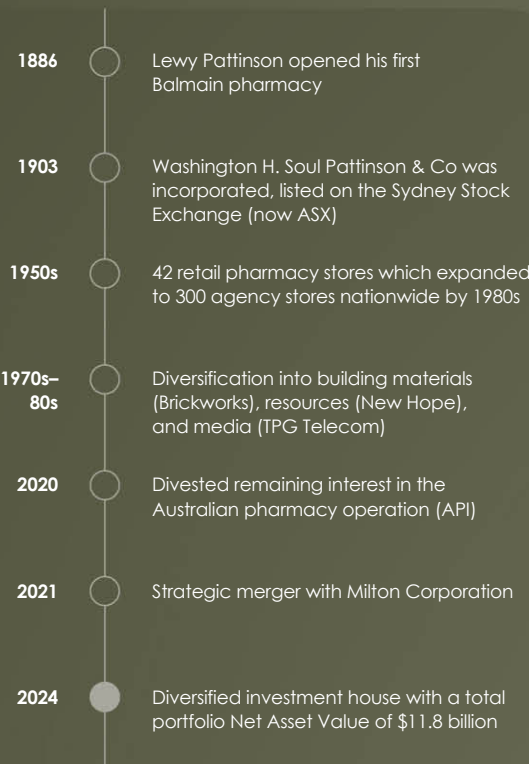 1886
Lewy Pattinson opened his first
Balmain pharmacy
1903
Washington H. Soul Pattinson & Co was
incorporated, listed on the Sydney Stock
Exchange (now ASX)
1950s
42 retail pharmacy stores which expanded
to 300 agency stores nationwide by 1980s
1970s–
80s
Diversification into building materials
(Brickworks), resources (New Hope),
and media (TPG Telecom)
2020
Divested remaining interest in the
Australian pharmacy operation (API)
2021
Strategic merger with Milton Corporation
2024
Diversified investment house with a total
portfolio Net Asset Value of $11.8 billion